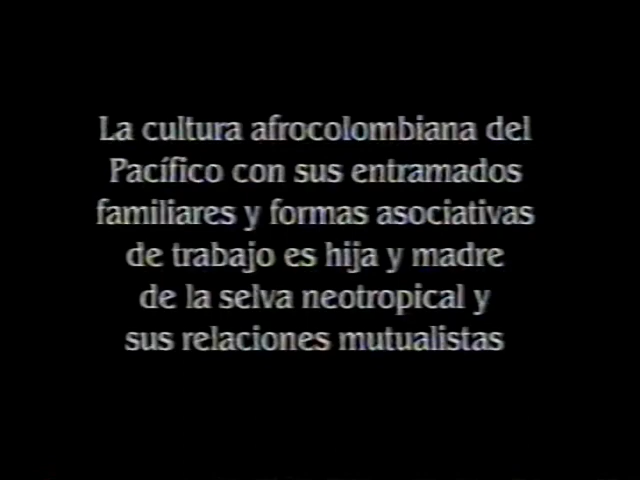 La cultura afrocolombiana del
Pacífico con sus entramados
familiares y formas asociativas
de trabajo es hija y madre
de la selva neotropical y
sus relaciones mutualistas